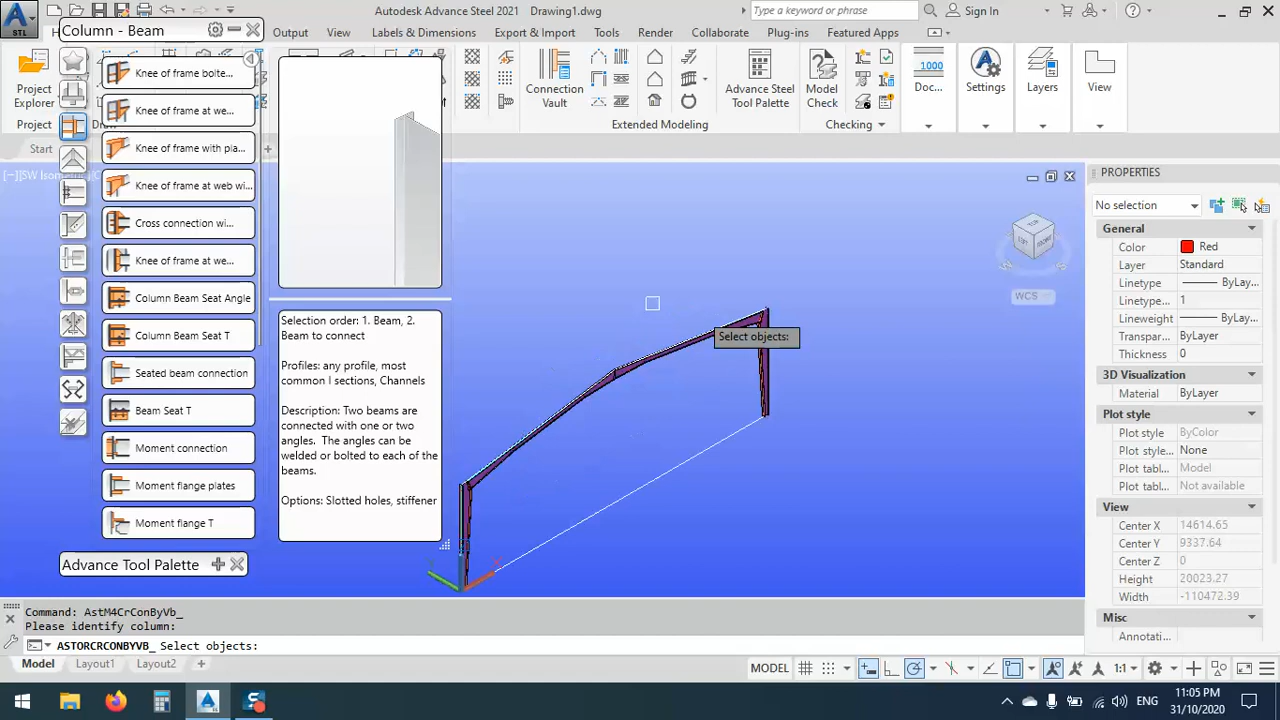 Autodesk Advance Steel 2021 Drawing1.dwg
Type a keyword or phrase
Sign In
STL
Column - Beam
Output
View
Labels & Dimensions
Export & Import
Tools
Render
Collaborate
Plug-ins
Featured Apps
Project
Explorer
Connection
Vault
Advance Steel
Tool Palette
Model
Check
1000
Doc...
Settings
Layers
View
Project
Extended Modeling
Checking
Start
Knee of frame bolte...
Knee of frame at we...
Knee of frame with pla...
Knee of frame at web wi...
Cross connection wi...
Knee of frame at we...
Column Beam Seat Angle
Column Beam Seat T
Seated beam connection
Beam Seat T
Moment connection
Moment flange plates
Moment flange T
Advance Tool Palette
Selection order: 1. Beam, 2.
Beam to connect
Profiles: any profile, most
common I sections, Channels
Description: Two beams are
connected with one or two
angles. The angles can be
welded or bolted to each of the
beams.
Options: Slotted holes, stiffener
Select objects:
TOP
WCS
PROPERTIES
No selection
General
Color Red
Layer Standard
Linetype ByLay...
Linetype... 1
Lineweight ByLay...
Transpar... ByLayer
Thickness 0
3D Visualization
Material ByLayer
Plot style
Plot style ByColor
Plot style... None
Plot tabl... Model
Plot tabl... Not available
View
Center X 14614.65
Center Y 9337.64
Center Z 0
Height 20023.27
Width -110472.39
Misc
Annotati...
Command: AstM4CrConByVb_
Please identify column:
ASTORCRCONBYVB_ Select objects:
Model
Layout1
Layout2
MODEL
1:1
ENG
11:05 PM
31/10/2020